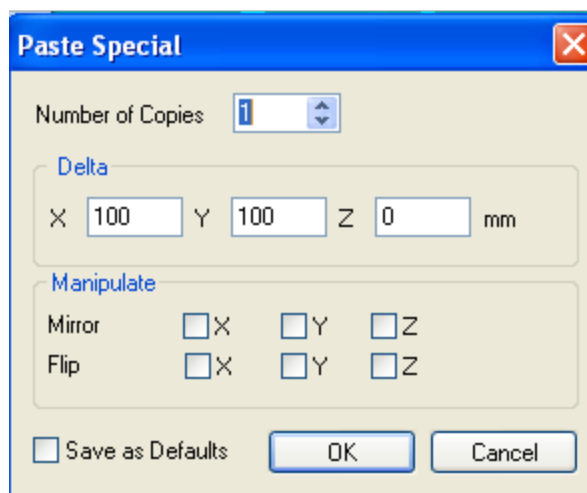 Paste Special
Number of Copies 1
Delta
X 100 Y 100 Z 0 mm
Manipulate
Mirror X Y Z
Flip X Y Z
Save as Defaults OK Cancel